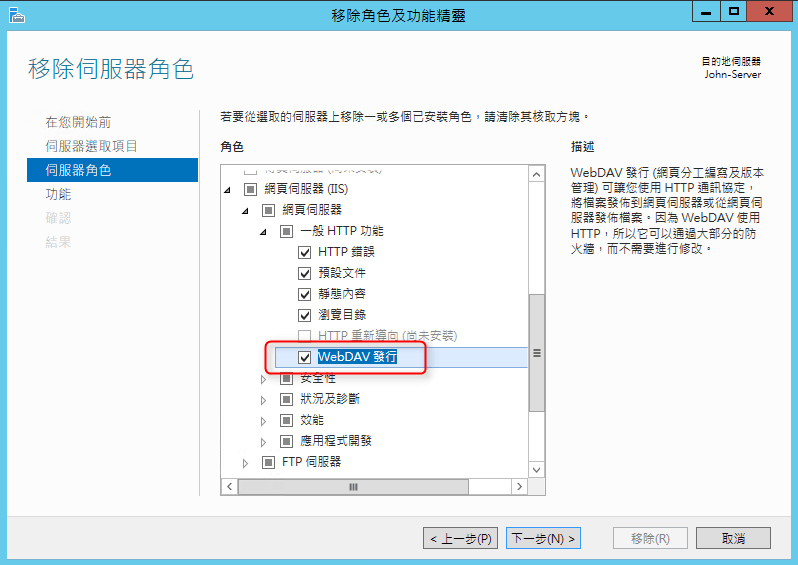 移除角色及功能精靈
移除伺服器角色
目的地伺服器
John-Server
在您開始前
伺服器選取項目
伺服器角色
功能
確認
結果
若要從選取的伺服器上移除一或多個已安裝角色，請清除其核取方塊。
角色
網頁伺服器 (IIS)
網頁伺服器
一般 HTTP 功能
HTTP 錯誤
預設文件
靜態內容
瀏覽目錄
HTTP 重新導向 (尚未安裝)
WebDAV 發行
安全性
狀況及診斷
效能
應用程式開發
FTP 伺服器
描述
WebDAV 發行 (網頁分工編寫及版本
管理) 可讓您使用 HTTP 通訊協定，
將檔案發佈到網頁伺服器或從網頁伺
服器發佈檔案。因為 WebDAV 使用
HTTP，所以它可以通過大部分的防
火牆，而不需要進行修改。
< 上一步(P)
下一步(N) >
移除(R)
取消